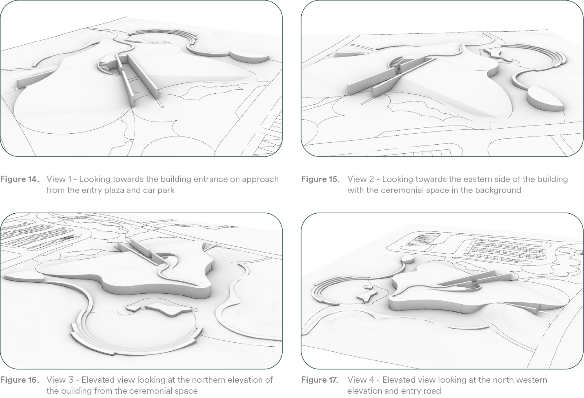 Figure 14. View 1 - Looking towards the building entrance on approach
from the entry plaza and car park
Figure 15. View 2 - Looking towards the eastern side of the building
with the ceremonial space in the background
Figure 16. View 3 - Elevated view looking at the northern elevation of
the building from the ceremonial space
Figure 17. View 4 - Elevated view looking at the north western
elevation and entry road